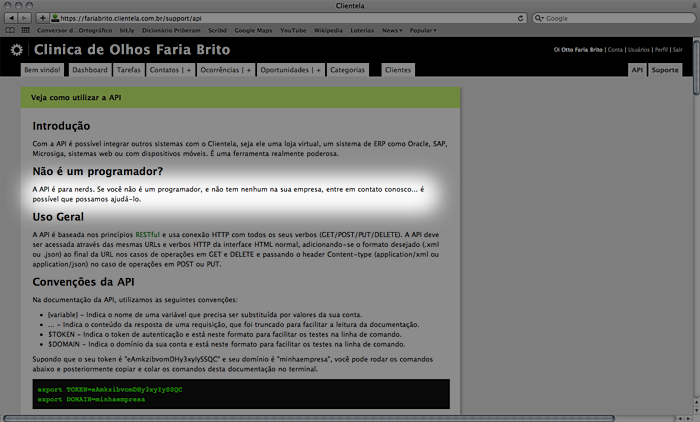 Clientela
https://fariabrito.clientela.com.br/support/api
Google
Conversor d. Ortográfico bit.ly Dicionário Priberam Scribd Google Maps YouTube Wikipedia Loterias News Popular
Clinica de Olhos Faria Brito
Oi Otto Faria Brito | Conta | Usuários | Perfil | Sair
Bem vindo! Dashboard Tarefas Contatos | + Ocorrências | + Oportunidades | + Categorias Clientes API Suporte
Veja como utilizar a API
Introdução
Com a API é possível integrar outros sistemas com o Clientela, seja ele uma loja virtual, um sistema de ERP como Oracle, SAP,
Microsiga, sistemas web ou com dispositivos móveis. É uma ferramenta realmente poderosa.
Não é um programador?
A API é para nerds. Se você não é um programador, e não tem nenhum na sua empresa, entre em contato conosco... é
possível que possamos ajudá-lo.
Uso Geral
A API é baseada nos princípios RESTful e usa conexão HTTP com todos os seus verbos (GET/POST/PUT/DELETE). A API deve
ser acessada através das mesmas URLs e verbos HTTP da interface HTML normal, adicionando-se o formato desejado (.xml
ou .json) ao final da URL nos casos de operações em GET e DELETE e passando o header Content-type (application/xml ou
application/json) no caso de operações em POST ou PUT.
Convenções da API
Na documentação da API, utilizamos as seguintes convenções:
• {variable} – Indica o nome de uma variável que precisa ser substituída por valores da sua conta.
• ... – Indica o conteúdo da resposta de uma requisição, que foi truncado para facilitar a leitura da documentação.
• $TOKEN – Indica o token de autenticação e está neste formato para facilitar os testes na linha de comando.
• $DOMAIN – Indica o domínio da sua conta e está neste formato para facilitar os testes na linha de comando.
Supondo que o seu token é "eAmkzibvomDHy3xyIySSQC" e seu domínio é "minhaempresa", você pode rodar os comandos
abaixo e posteriormente copiar e colar os comandos desta documentação no terminal.
export TOKEN=eAmkzibvomDHy3xyIySSQC
export DOMAIN=minhaempresa